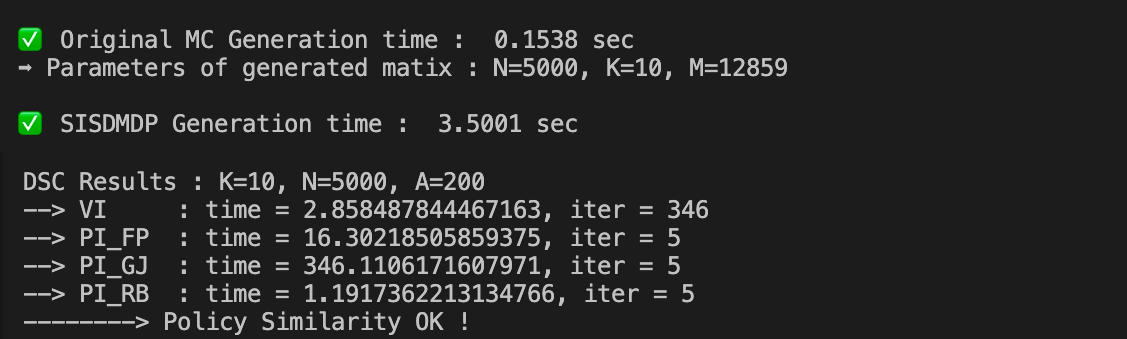 ✅ Original MC Generation time :  0.1538 sec
➡ Parameters of generated matix : N=5000, K=10, M=12859
✅ SISDMDP Generation time :  3.5001 sec
DSC Results : K=10, N=5000, A=200
--> VI     : time = 2.858487844467163, iter = 346
--> PI_FP  : time = 16.30218505859375, iter = 5
--> PI_GJ  : time = 346.1106171607971, iter = 5
--> PI_RB  : time = 1.1917362213134766, iter = 5
--------> Policy Similarity OK !